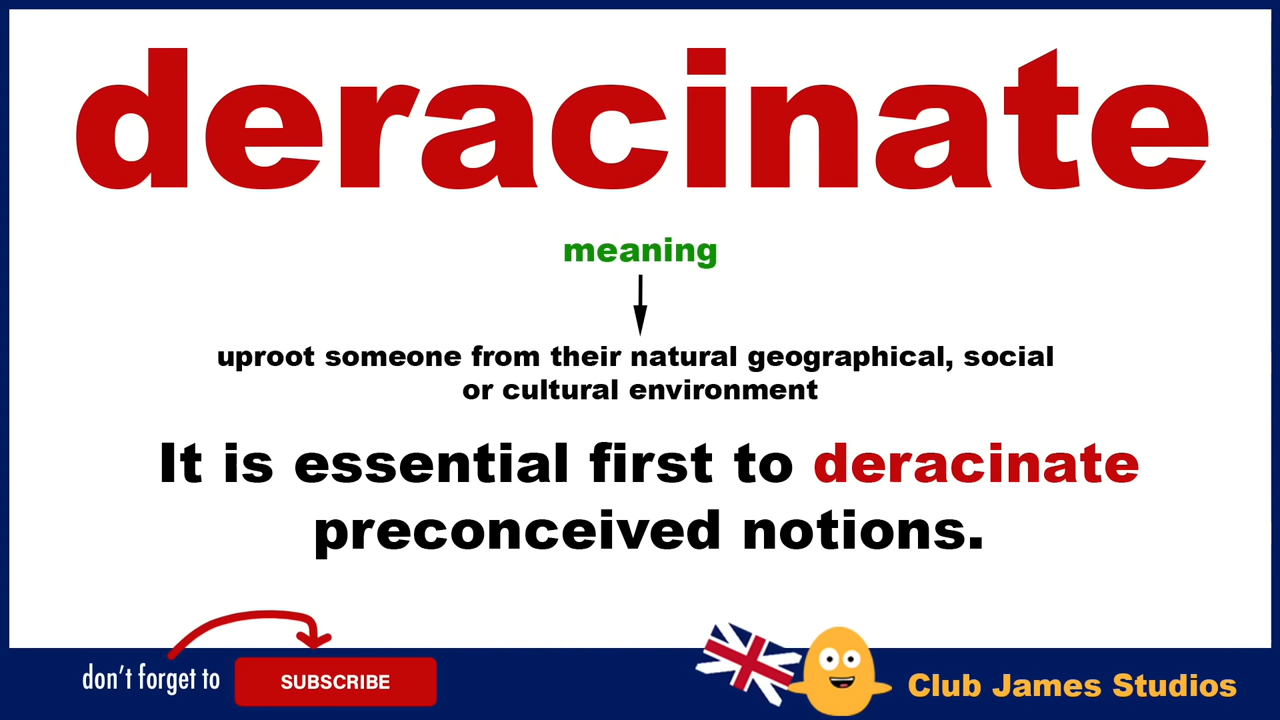 deracinate
meaning
uproot someone from their natural geographical, social
or cultural environment
It is essential first to deracinate
preconceived notions.
don't forget to
SUBSCRIBE
Club James Studios